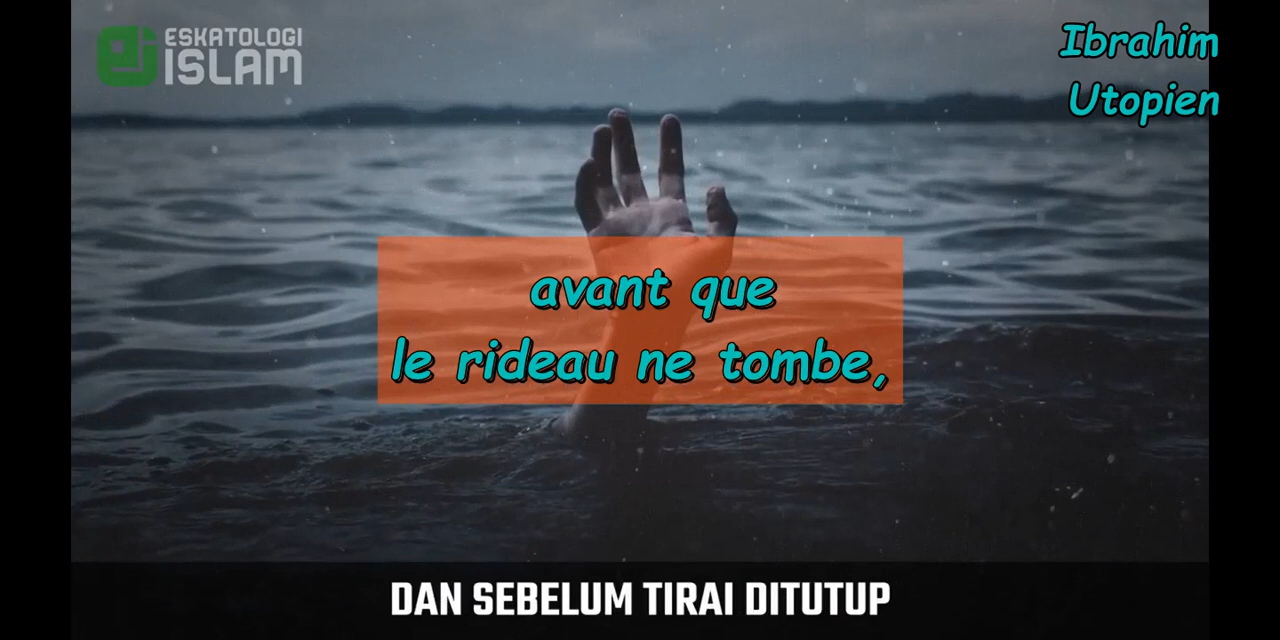 ESKATOLOGI
ISLAM
Ibrahim
Utopien
avant que
le rideau ne tombe,
DAN SEBELUM TIRAI DITUTUP